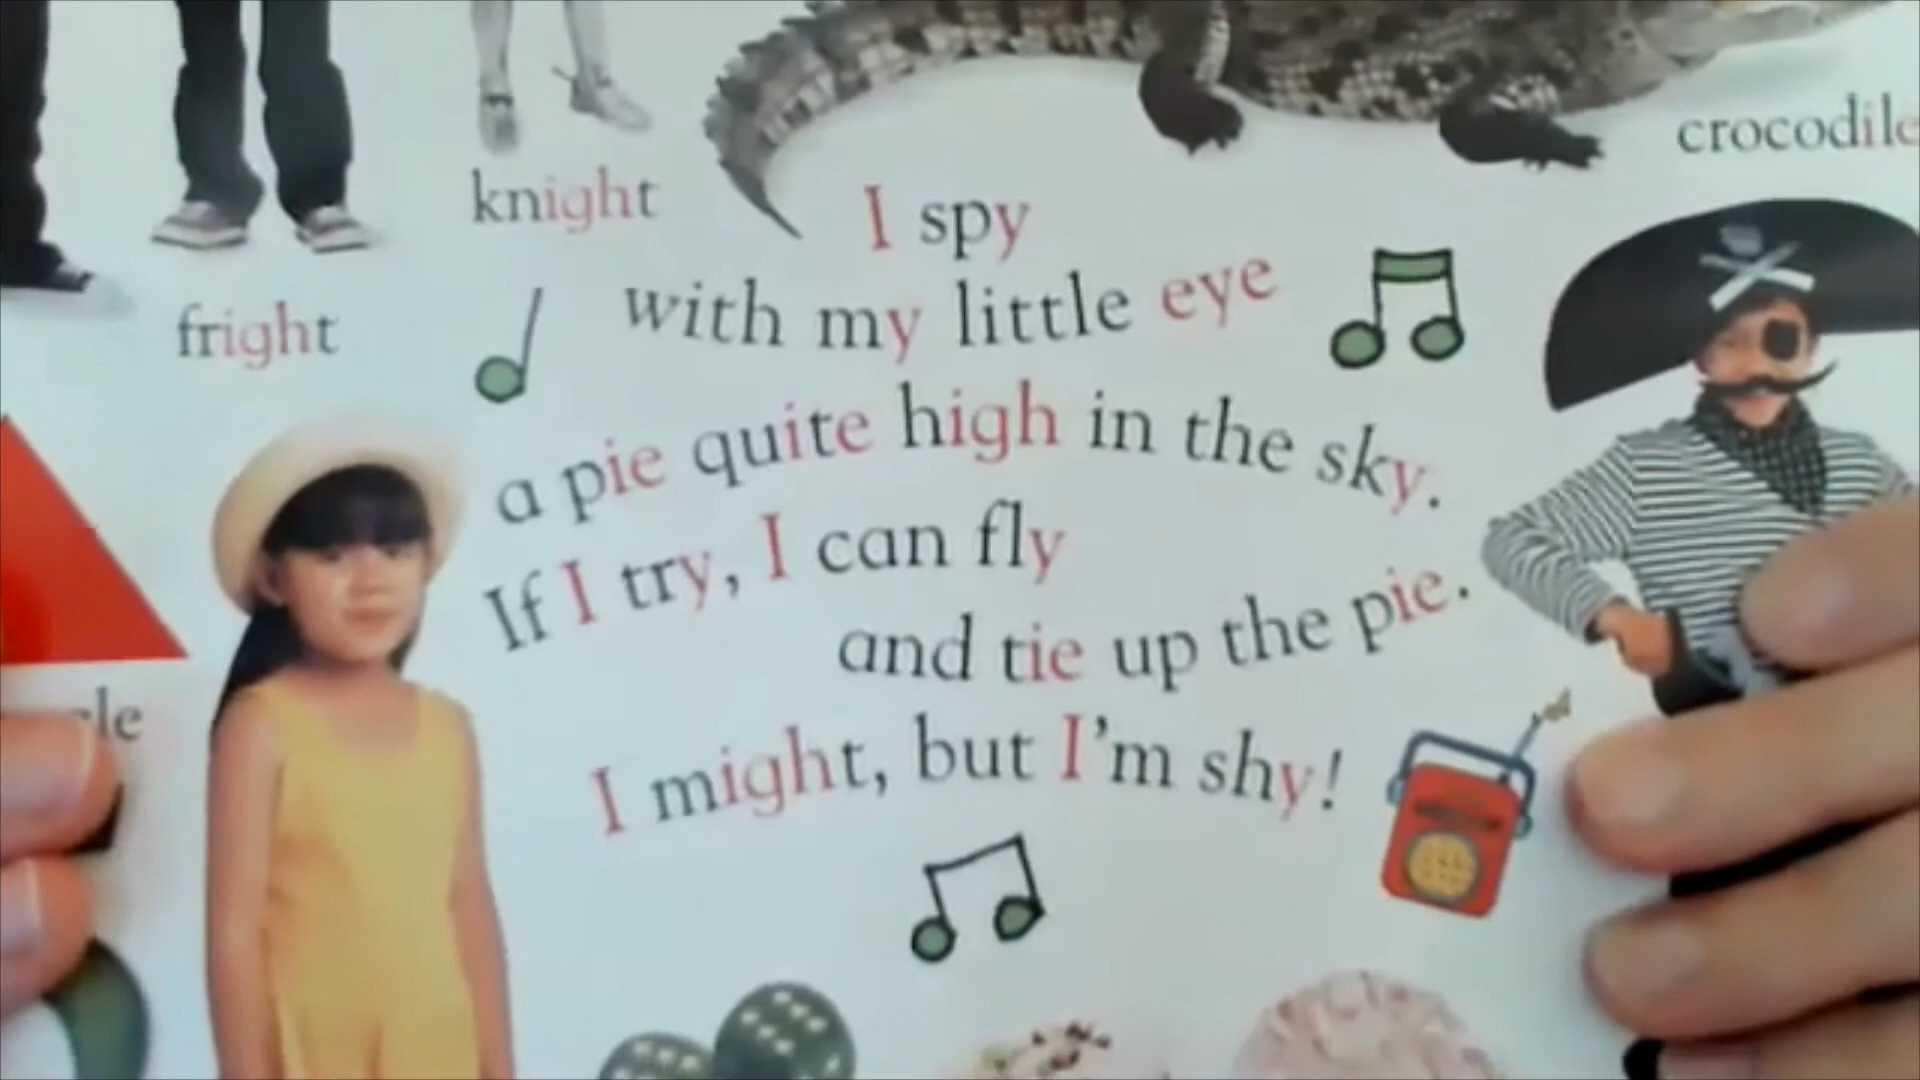 knight
crocodile
fright
I spy
with my little eye
a pie quite high in the sky.
If I try, I can fly
and tie up the pie.
I might, but I'm shy!